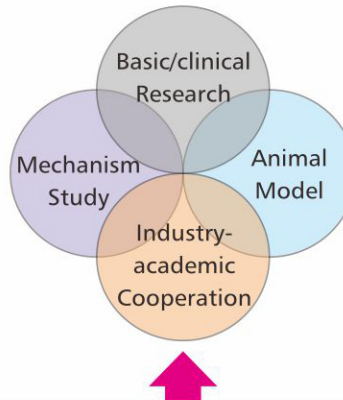 Basic/clinical
Research
Mechanism
Study
Animal
Model
Industry-
academic
Cooperation